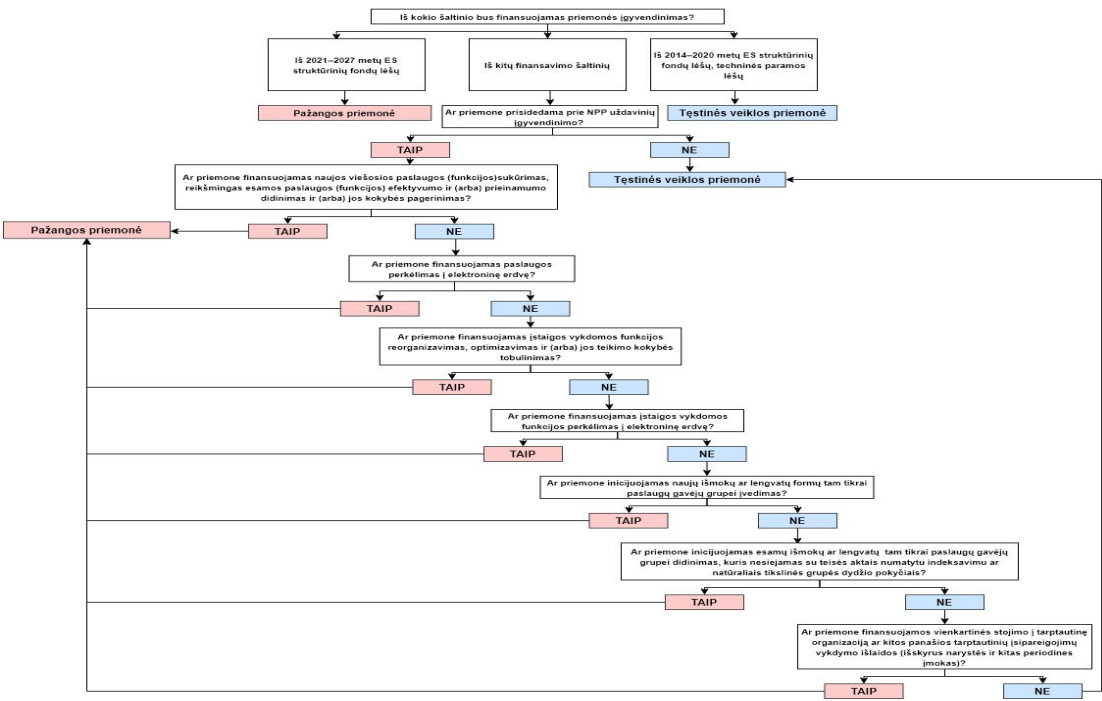 Iš kokio šaltinio bus finansuojamas priemonės įgyvendinimas?
Iš 2021–2027 metų ES
struktūrinių fondų lėšų
Iš kitų finansavimo šaltinių
Iš 2014–2020 metų ES struktūrinių
fondų lėšų, techninės paramos
lėšų
Pažangos priemonė
Ar priemone prisidedama prie NPP uždavinių
įgyvendinimo?
Tęstinės veiklos priemonė
TAIP
NE
Ar priemone finansuojamas naujos viešosios paslaugos (funkcijos)sukūrimas,
reikšmingas esamos paslaugos (funkcijos) efektyvumo ir (arba) prieinamumo
didinimas ir (arba) jos kokybės pagerinimas?
Tęstinės veiklos priemonė
Pažangos priemonė
TAIP
NE
Ar priemone finansuojamas paslaugos
perkėlimas į elektroninę erdvę?
TAIP
NE
Ar priemone finansuojamas įstaigos vykdomos funkcijos
reorganizavimas, optimizavimas ir (arba) jos teikimo kokybės
tobulinimas?
TAIP
NE
Ar priemone finansuojamas įstaigos vykdomos
funkcijos perkėlimas į elektroninę erdvę?
TAIP
NE
Ar priemone inicijuojamas naujų išmokų ar lengvatų formų tam tikrai
paslaugų gavėjų grupei įvedimas?
TAIP
NE
Ar priemone inicijuojamas esamų išmokų ar lengvatų tam tikrai paslaugų gavėjų
grupei didinimas, kuris nesiejamas su teisės aktais numatytu indeksavimu ar
natūraliais tikslinės grupės dydžio pokyčiais?
TAIP
NE
Ar priemone finansuojamos vienkartinės stojimo į tarptautinę
organizaciją ar kitos panašios tarptautinių įsipareigojimų
vykdymo išlaidos (išskyrus narystės ir kitas periodines
įmokas)?
TAIP
NE